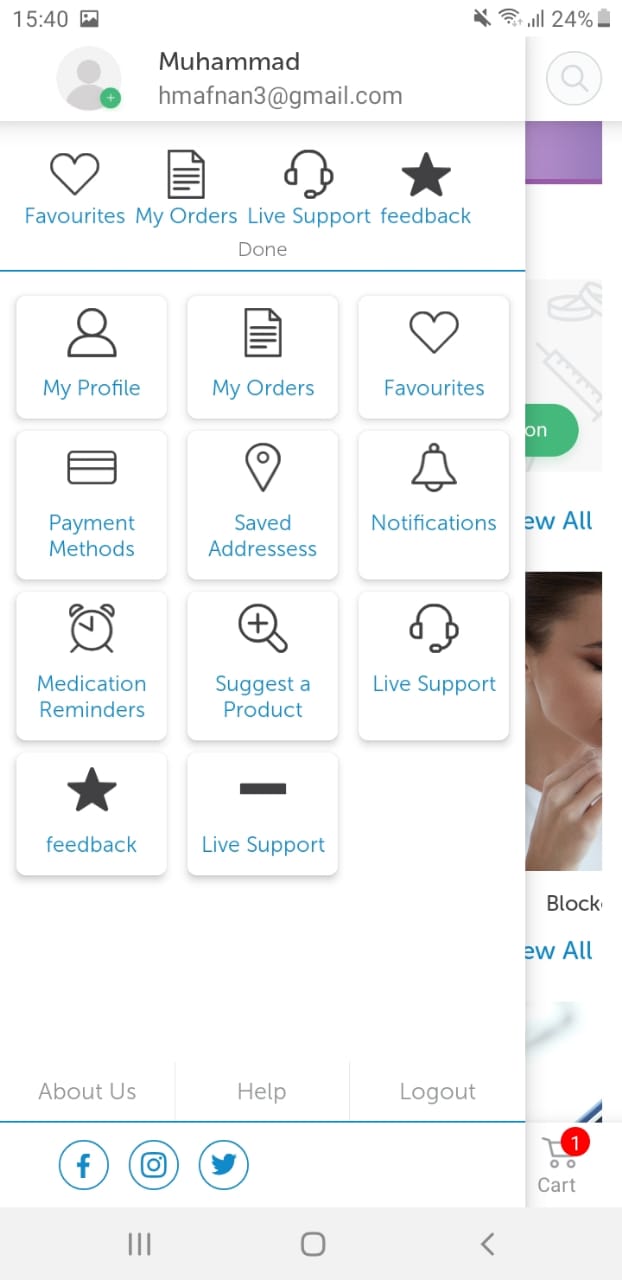 15:40
24%
Muhammad
hmafnan3@gmail.com
Favourites My Orders Live Support feedback
Done
My Profile My Orders Favourites
on
Payment Methods
Saved Addressess
Notifications
ew All
Medication Reminders
Suggest a Product
Live Support
feedback Live Support
Block
ew All
About Us Help Logout
1
Cart